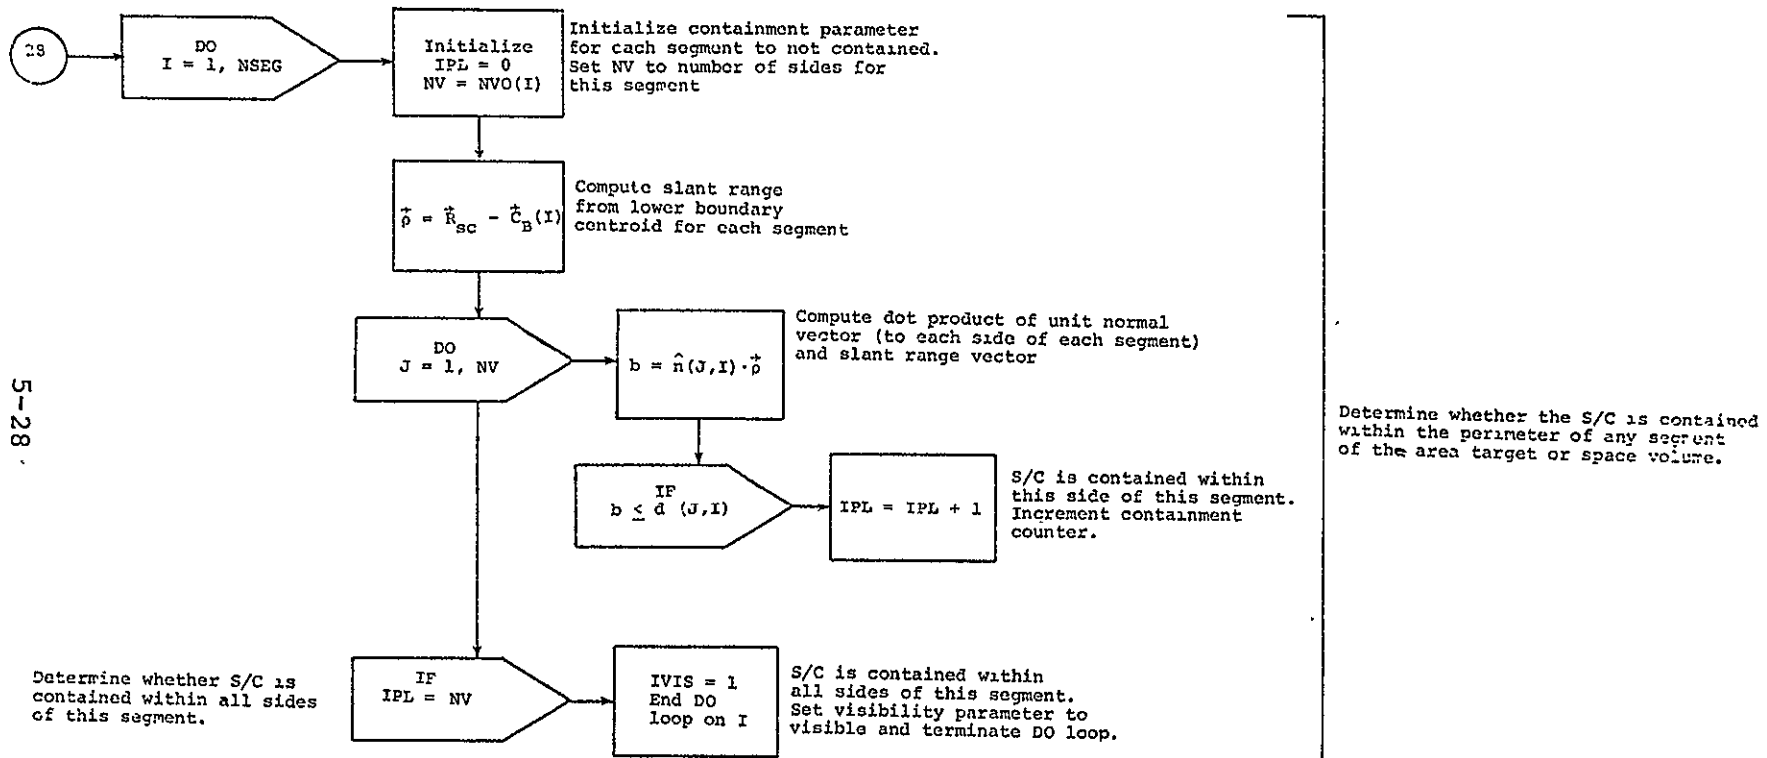 28
DO
I = 1, NSEG
Initialize
IPL = 0
NV = NVO(I)
Initialize containment parameter
for each segment to not contained.
Set NV to number of sides for
this segment
ρ⃗ = R⃗sc - C⃗B(I)
Compute slant range
from lower boundary
centroid for each segment
DO
J = 1, NV
b = n̂(J,I)·ρ⃗
Compute dot product of unit normal
vector (to each side of each segment)
and slant range vector
IF
b ≤ d (J,I)
IPL = IPL + 1
S/C is contained within
this side of this segment.
Increment containment
counter.
Determine whether the S/C is contained
within the perimeter of any segment
of the area target or space volume.
Determine whether S/C is
contained within all sides
of this segment.
IF
IPL = NV
IVIS = 1
End DO
loop on I
S/C is contained within
all sides of this segment.
Set visibility parameter to
visible and terminate DO loop.
5-28